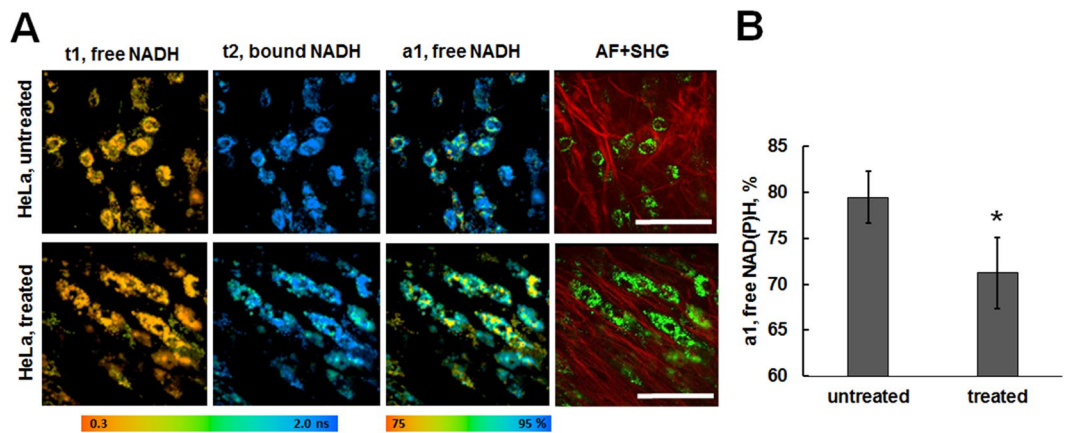 A
t1, free NADH
t2, bound NADH
a1, free NADH
AF+SHG
HeLa, untreated
HeLa, treated
0.3
2.0 ns
75
95 %
B
a1, free NAD(P)H, %
85
80
75
70
65
60
*
untreated
treated